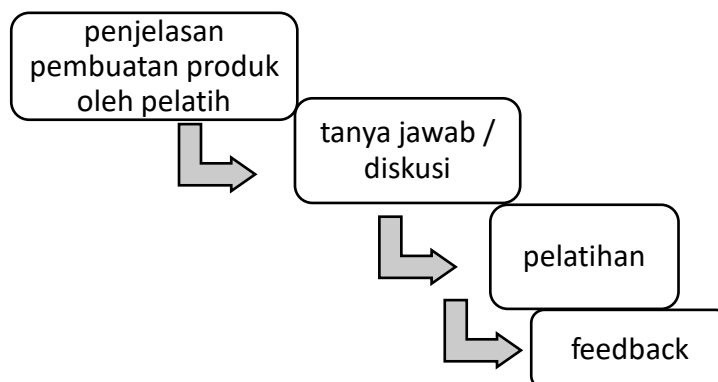 penjelasan
pembuatan produk
oleh pelatih
tanya jawab /
diskusi
pelatihan
feedback